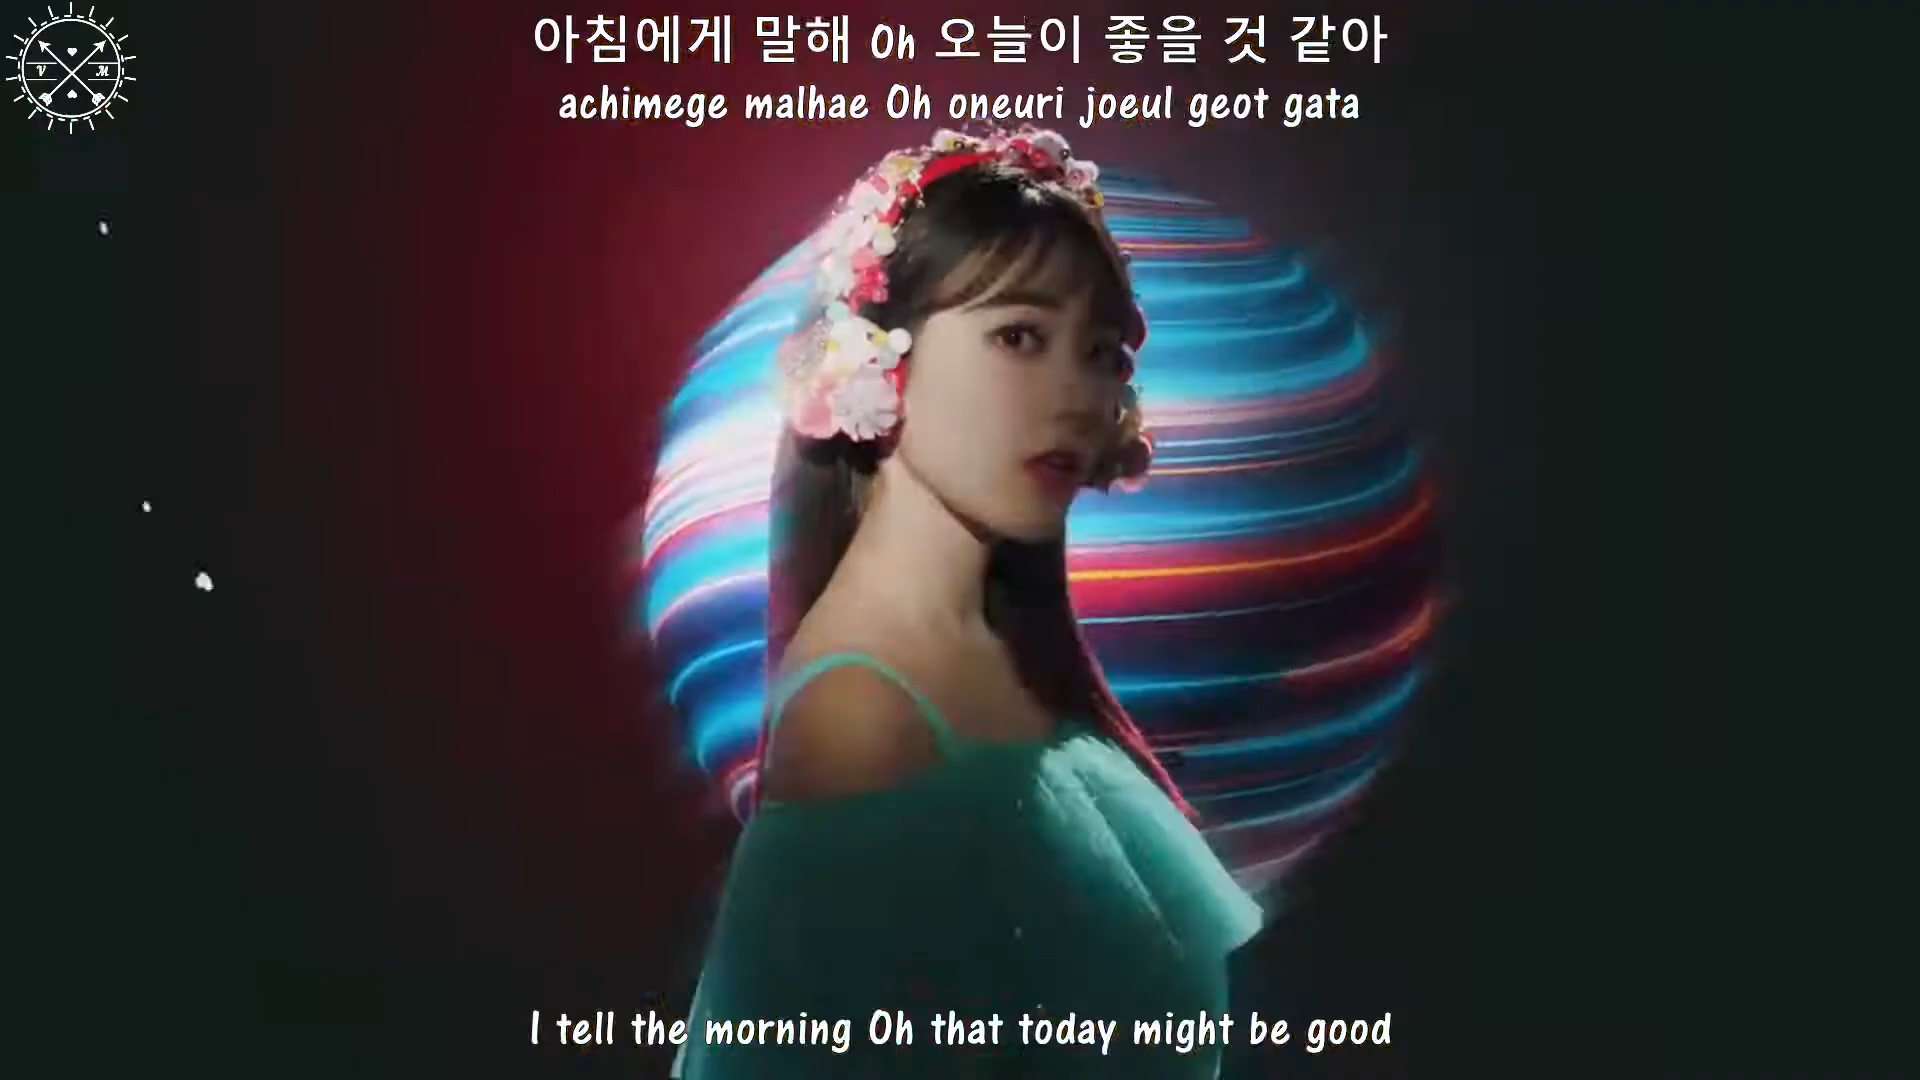 아침에게 말해 Oh 오늘이 좋을 것 같아
achimege malhae Oh oneuri joeul geot gata
V M
I tell the morning Oh that today might be good